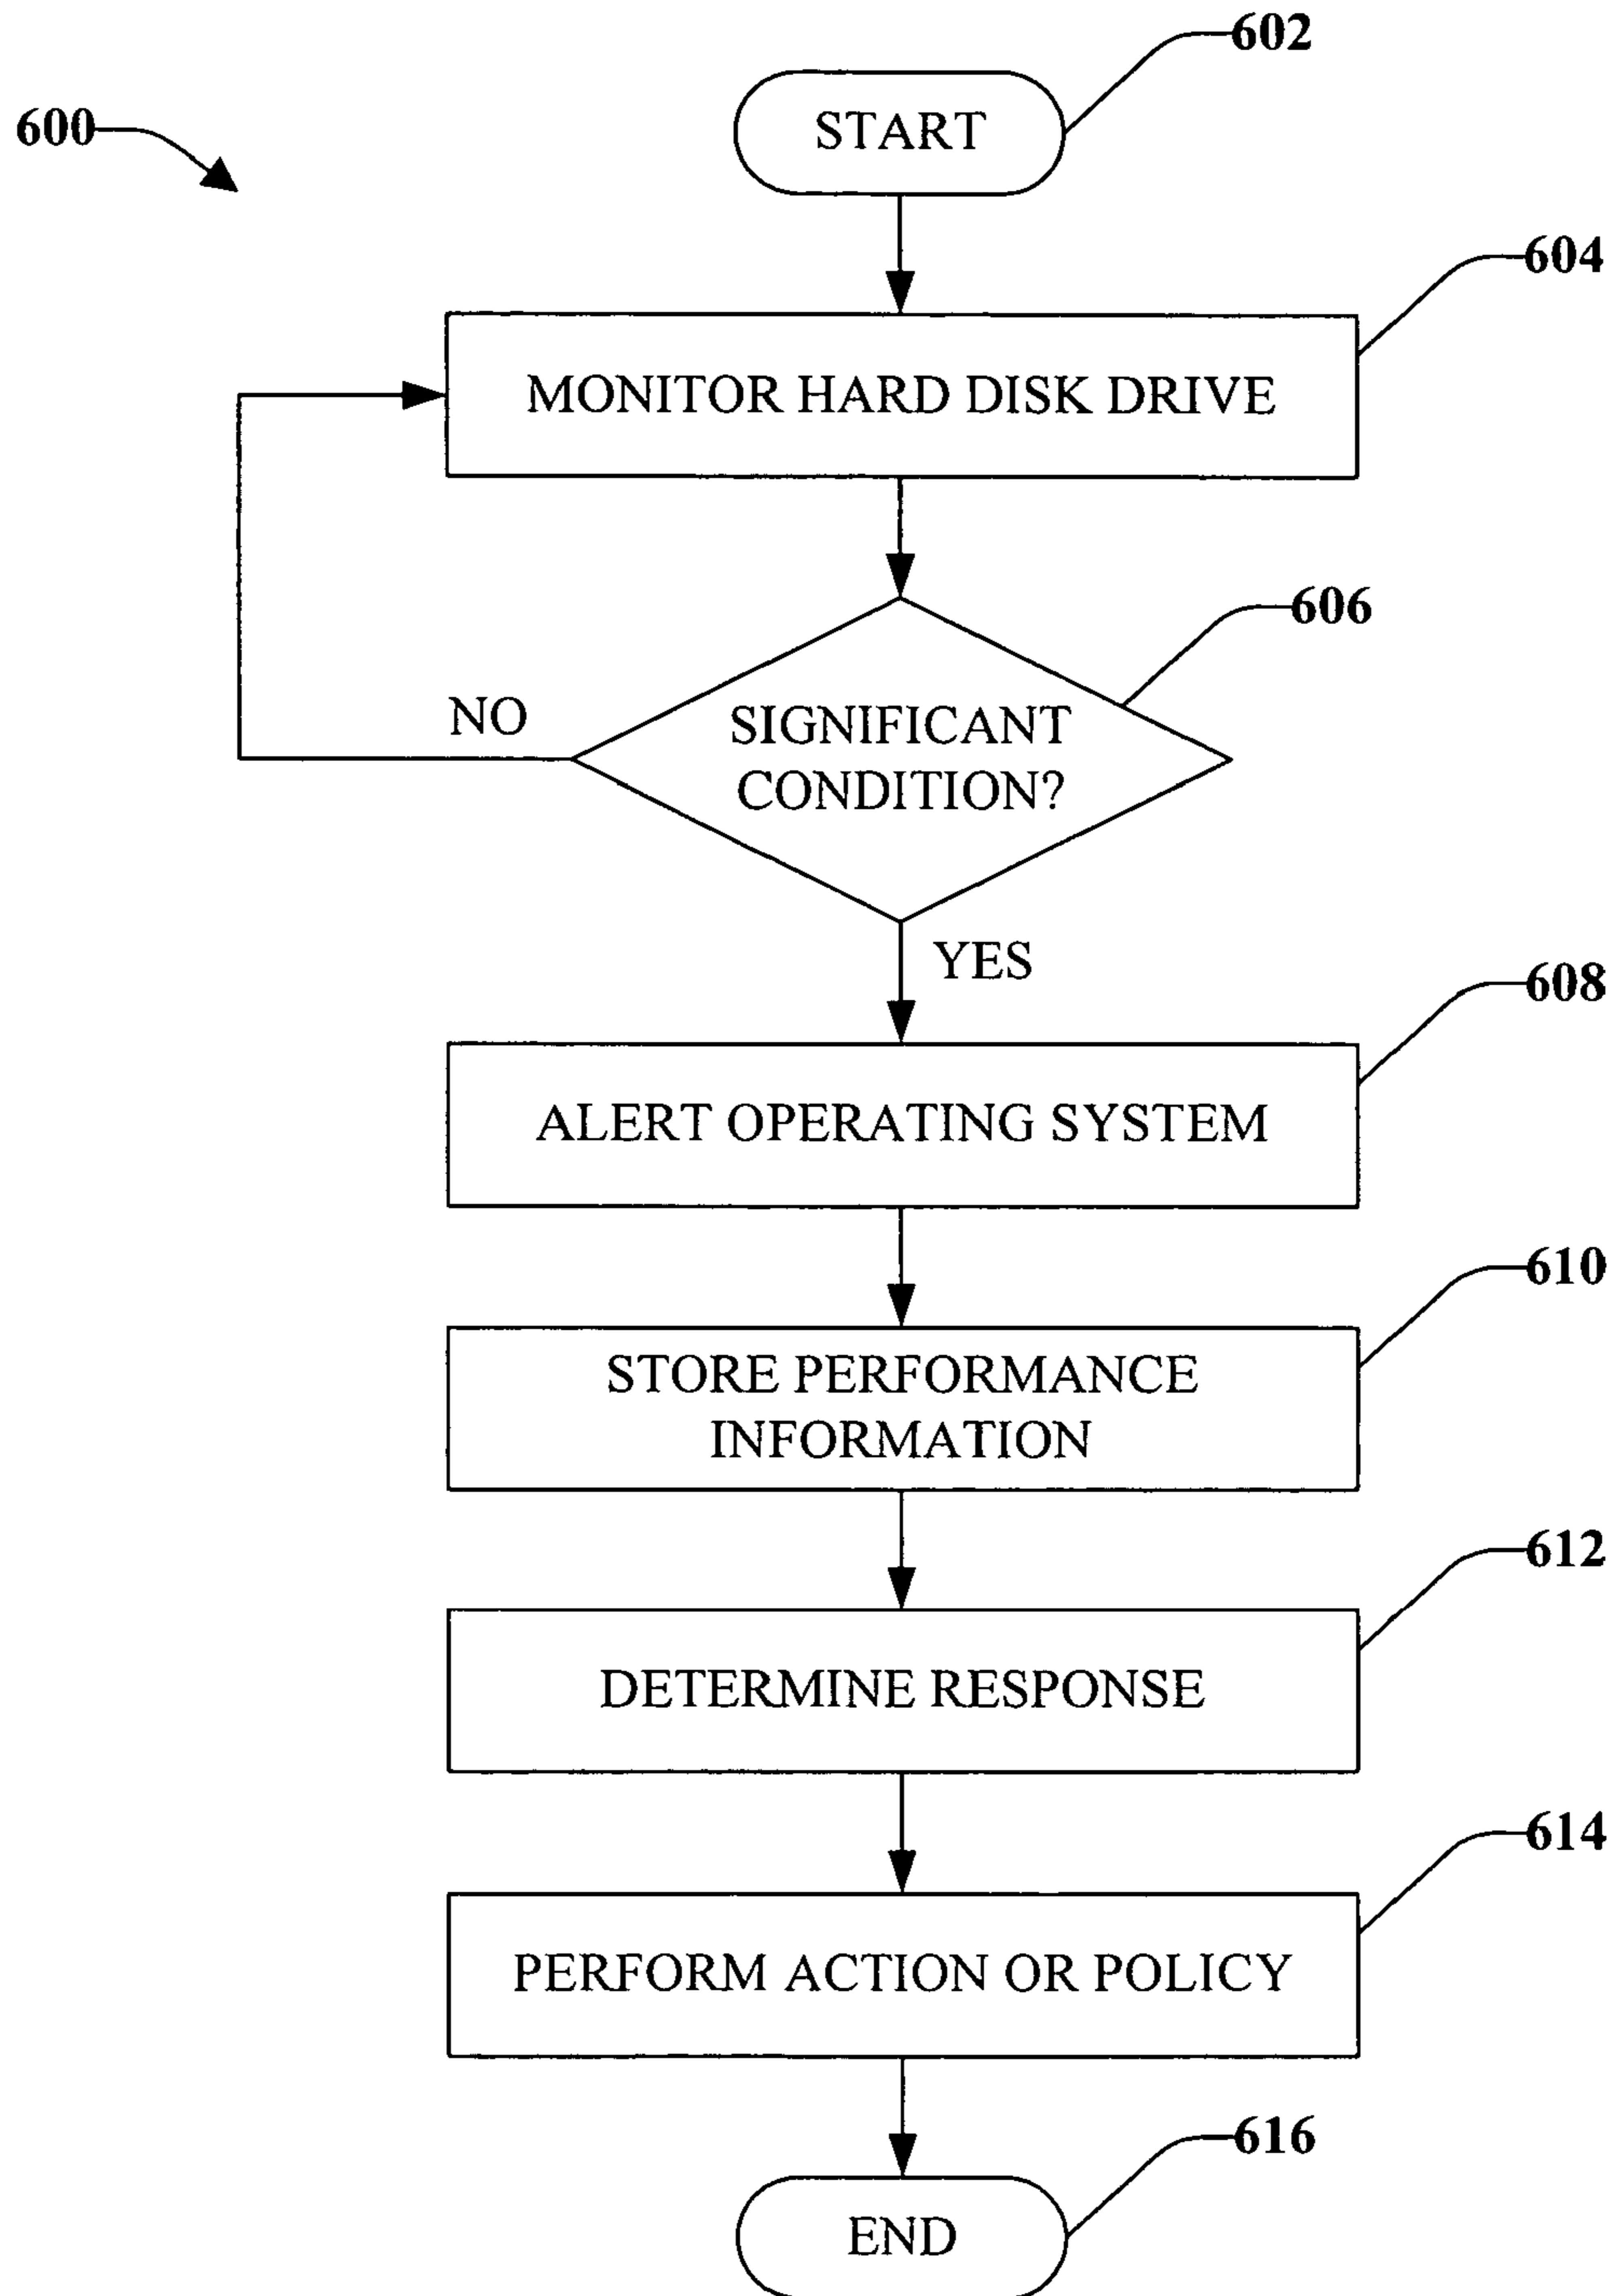 602
START
600
604
MONITOR HARD DISK DRIVE
606
NO
SIGNIFICANT
CONDITION?
YES
608
ALERT OPERATING SYSTEM
610
STORE PERFORMANCE
INFORMATION
612
DETERMINE RESPONSE
614
PERFORM ACTION OR POLICY
616
END